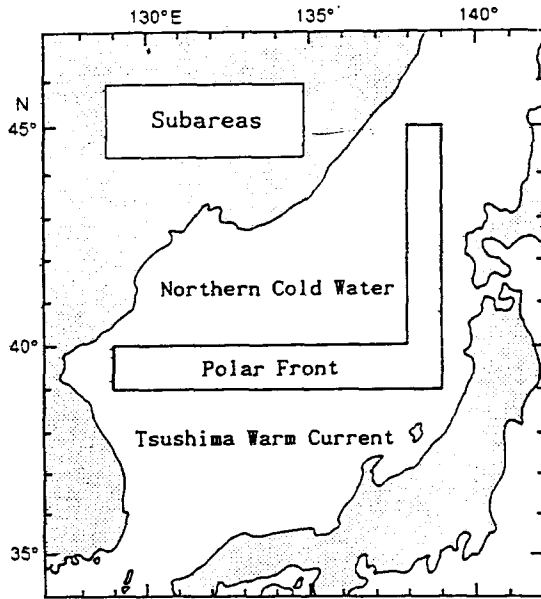 130°E 135° 140°
N
45°
Subareas
Northern Cold Water
40°
Polar Front
Tsushima Warm Current
35°